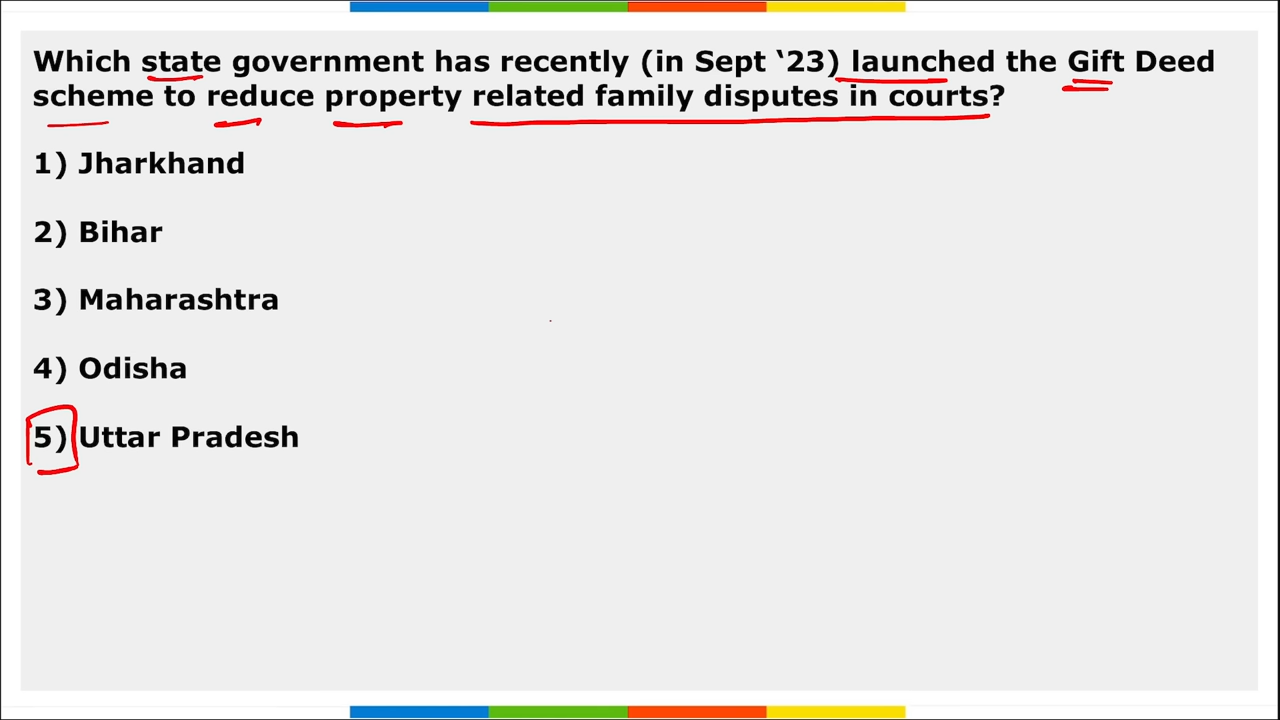 Which state government has recently (in Sept ‘23) launched the Gift Deed
scheme to reduce property related family disputes in courts?
1) Jharkhand
2) Bihar
3) Maharashtra
4) Odisha
5) Uttar Pradesh